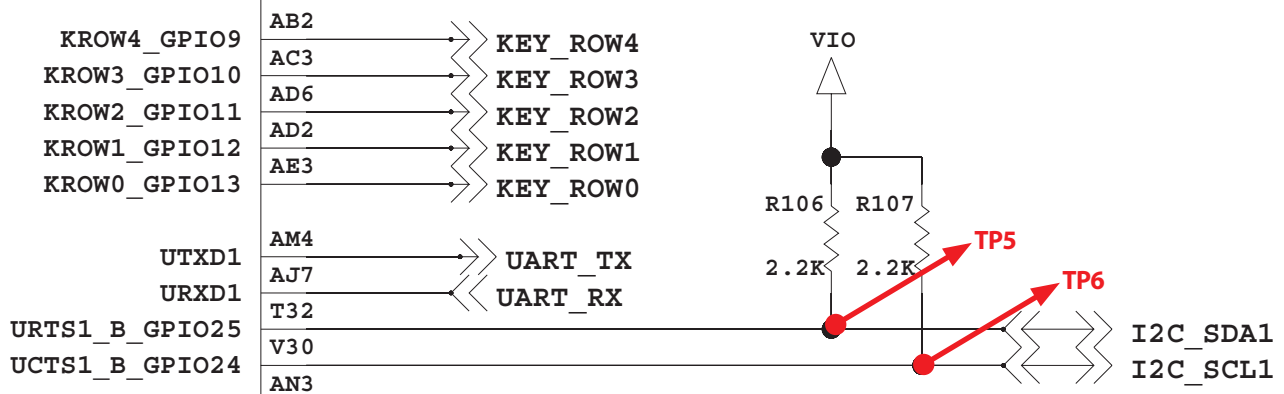 AB2
KROW4_GPIO9 KEY_ROW4 VIO
AC3
KROW3_GPIO10 KEY_ROW3
AD6
KROW2_GPIO11 KEY_ROW2
AD2
KROW1_GPIO12 KEY_ROW1
AE3
KROW0_GPIO13 KEY_ROW0
R106 R107
AM4 TP5
UTXD1 UART_TX 2.2K 2.2K
AJ7 TP6
URXD1 UART_RX
T32
URTS1_B_GPIO25 I2C_SDA1
V30
UCTS1_B_GPIO24 I2C_SCL1
AN3